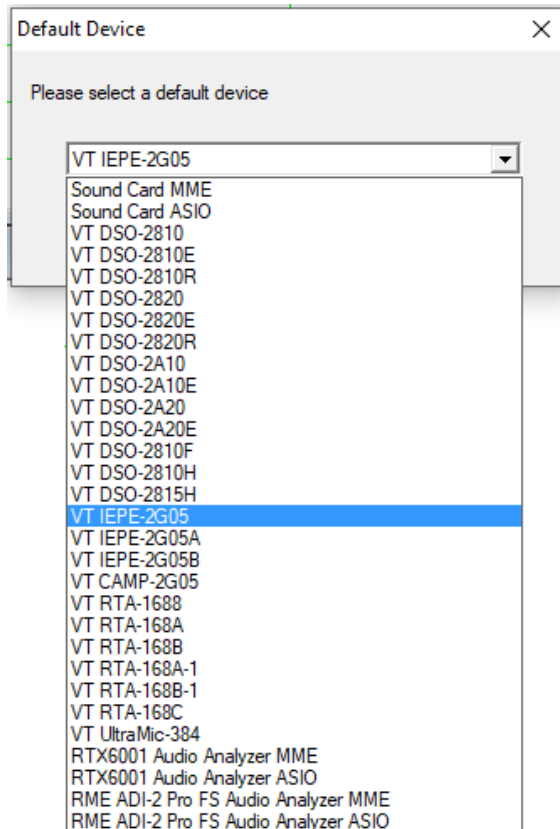 Default Device
Please select a default device
VT IEPE-2G05
Sound Card MME
Sound Card ASIO
VT DSO-2810
VT DSO-2810E
VT DSO-2810R
VT DSO-2820
VT DSO-2820E
VT DSO-2820R
VT DSO-2A10
VT DSO-2A10E
VT DSO-2A20
VT DSO-2A20E
VT DSO-2810F
VT DSO-2810H
VT DSO-2815H
VT IEPE-2G05
VT IEPE-2G05A
VT IEPE-2G05B
VT CAMP-2G05
VT RTA-1688
VT RTA-168A
VT RTA-168B
VT RTA-168A-1
VT RTA-168B-1
VT RTA-168C
VT UltraMic-384
RTX6001 Audio Analyzer MME
RTX6001 Audio Analyzer ASIO
RME ADI-2 Pro FS Audio Analyzer MME
RME ADI-2 Pro FS Audio Analyzer ASIO